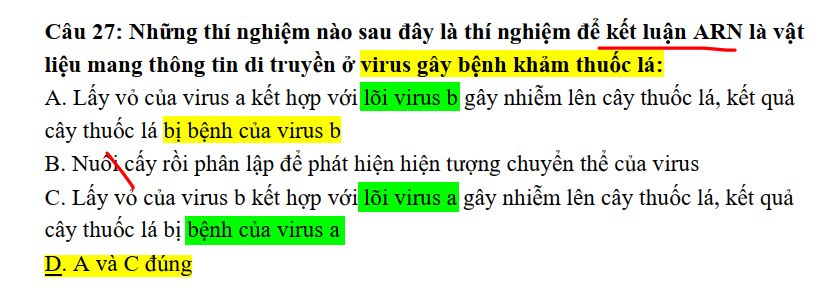 Câu 27: Những thí nghiệm nào sau đây là thí nghiệm để kết luận ARN là vật
liệu mang thông tin di truyền ở virus gây bệnh khảm thuốc lá:
A. Lấy vỏ của virus a kết hợp với lõi virus b gây nhiễm lên cây thuốc lá, kết quả
cây thuốc lá bị bệnh của virus b
B. Nuôi cấy rồi phân lập để phát hiện hiện tượng chuyển thể của virus
C. Lấy vỏ của virus b kết hợp với lõi virus a gây nhiễm lên cây thuốc lá, kết quả
cây thuốc lá bị bệnh của virus a
D. A và C đúng